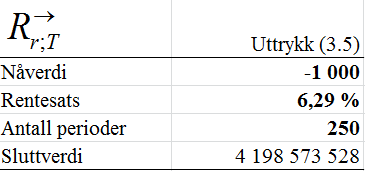 R→r;T
Uttrykk (3.5)
Nåverdi -1 000
Rentesats 6,29 %
Antall perioder 250
Sluttverdi 4 198 573 528